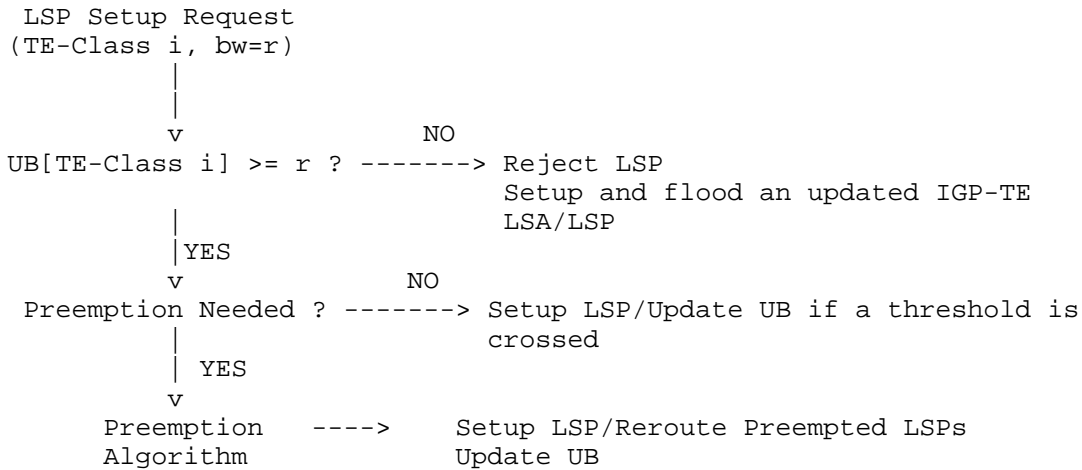 LSP Setup Request
(TE-Class i, bw=r)
|
|
v NO
UB[TE-Class i] >= r ? -------> Reject LSP
Setup and flood an updated IGP-TE
| LSA/LSP
|YES
v NO
Preemption Needed ? -------> Setup LSP/Update UB if a threshold is
| crossed
| YES
v
Preemption ----> Setup LSP/Reroute Preempted LSPs
Algorithm Update UB